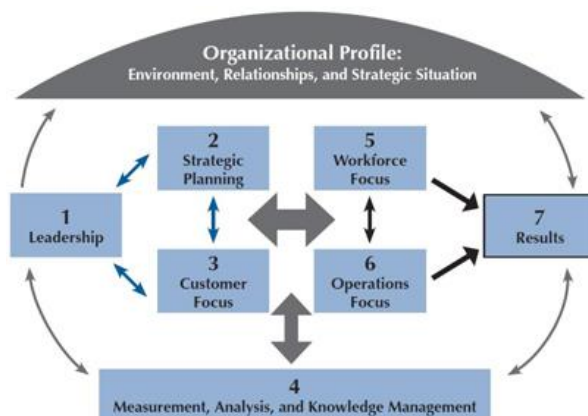 Organizational Profile:
Environment, Relationships, and Strategic Situation
2
Strategic
Planning
5
Workforce
Focus
1
Leadership
7
Results
3
Customer
Focus
6
Operations
Focus
4
Measurement, Analysis, and Knowledge Management